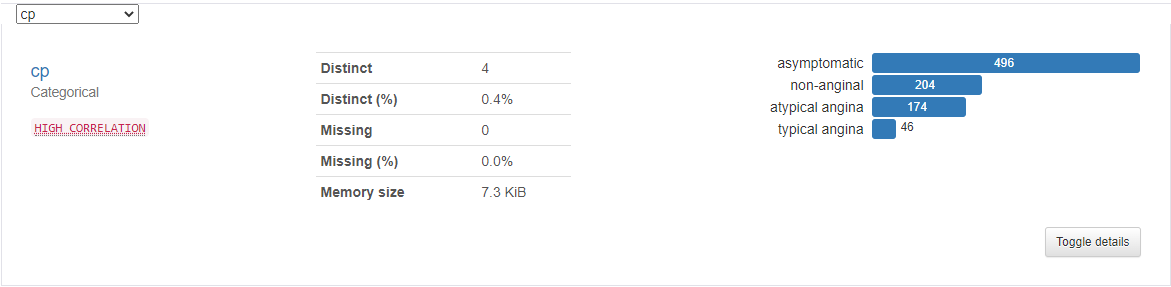 cp
cp
Categorical
HIGH CORRELATION
Distinct 4
Distinct (%) 0.4%
Missing 0
Missing (%) 0.0%
Memory size 7.3 KiB
asymptomatic 496
non-anginal 204
atypical angina 174
typical angina 46
Toggle details